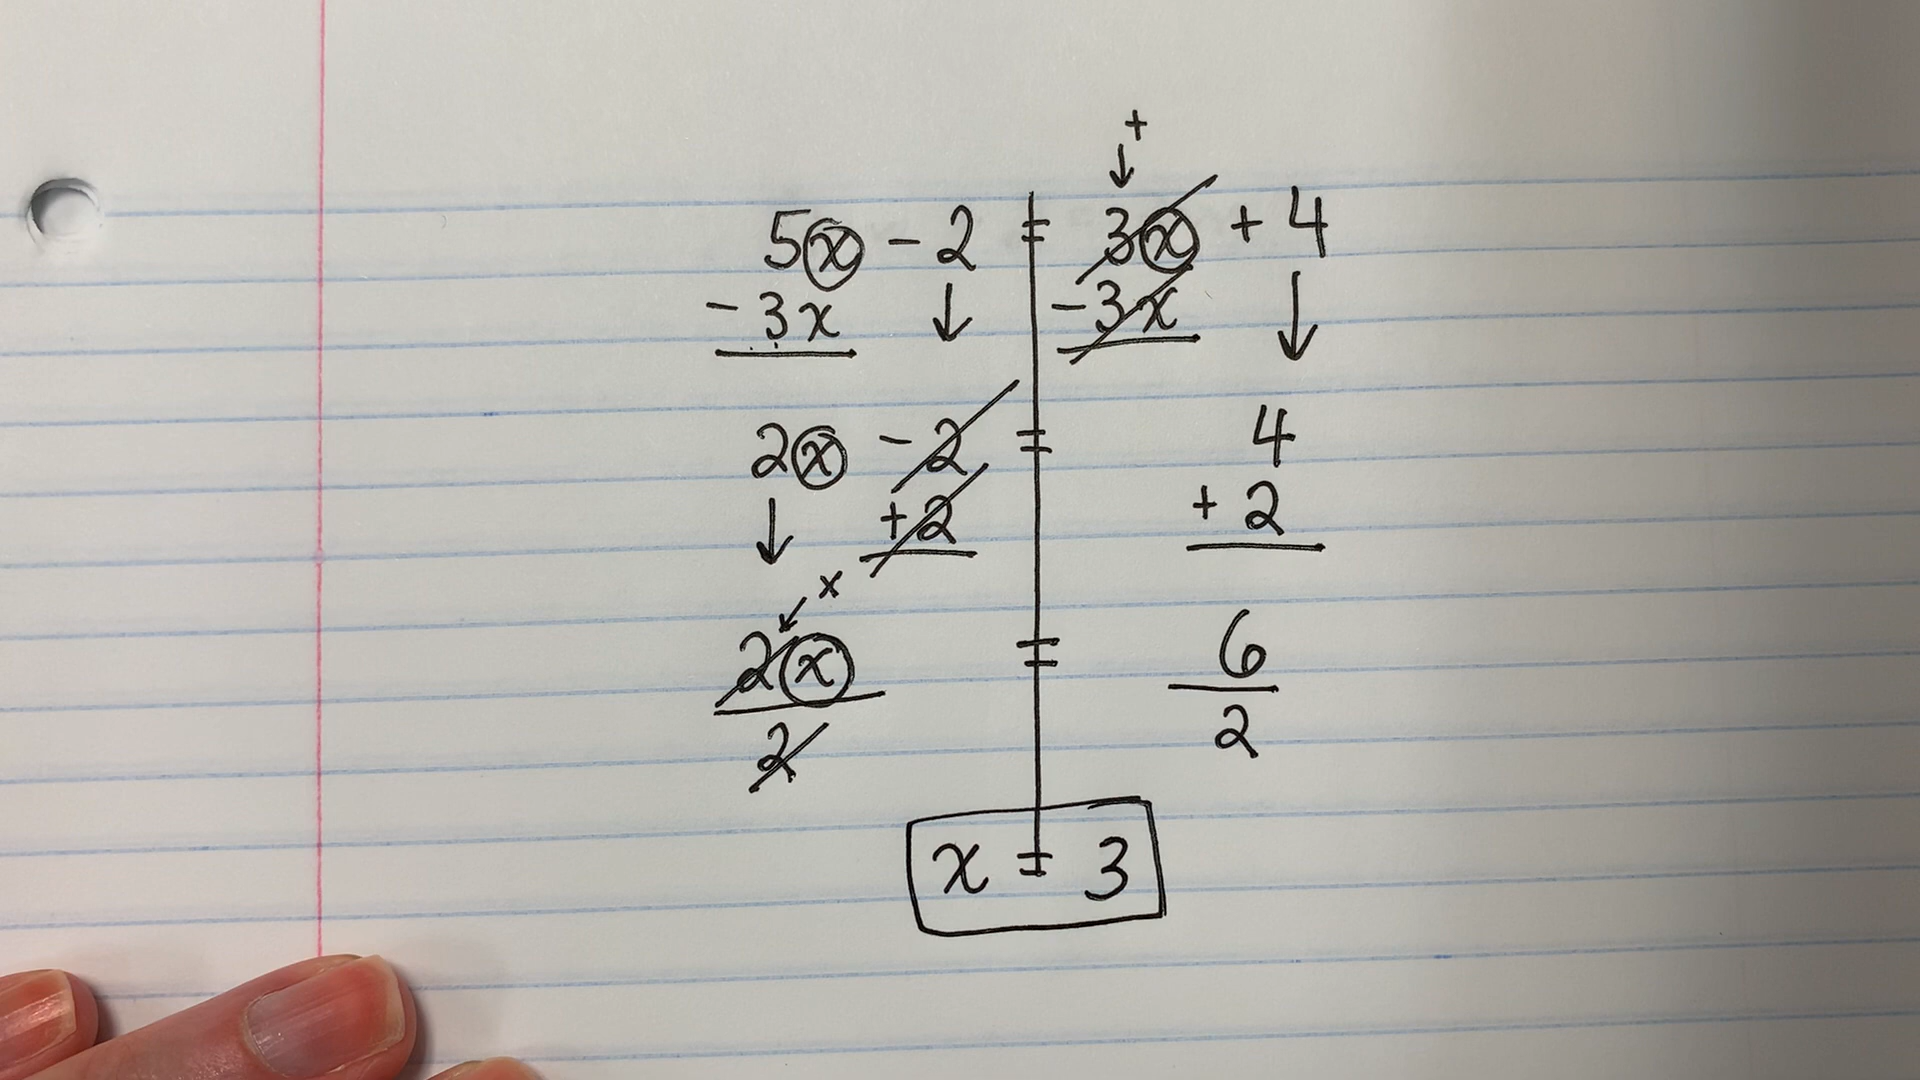 +
↓
5x - 2 = 3x + 4
- 3x ↓ - 3x ↓
2x - 2 = 4
↓ + 2 + 2
↙ x
2x = 6
2 2
x = 3